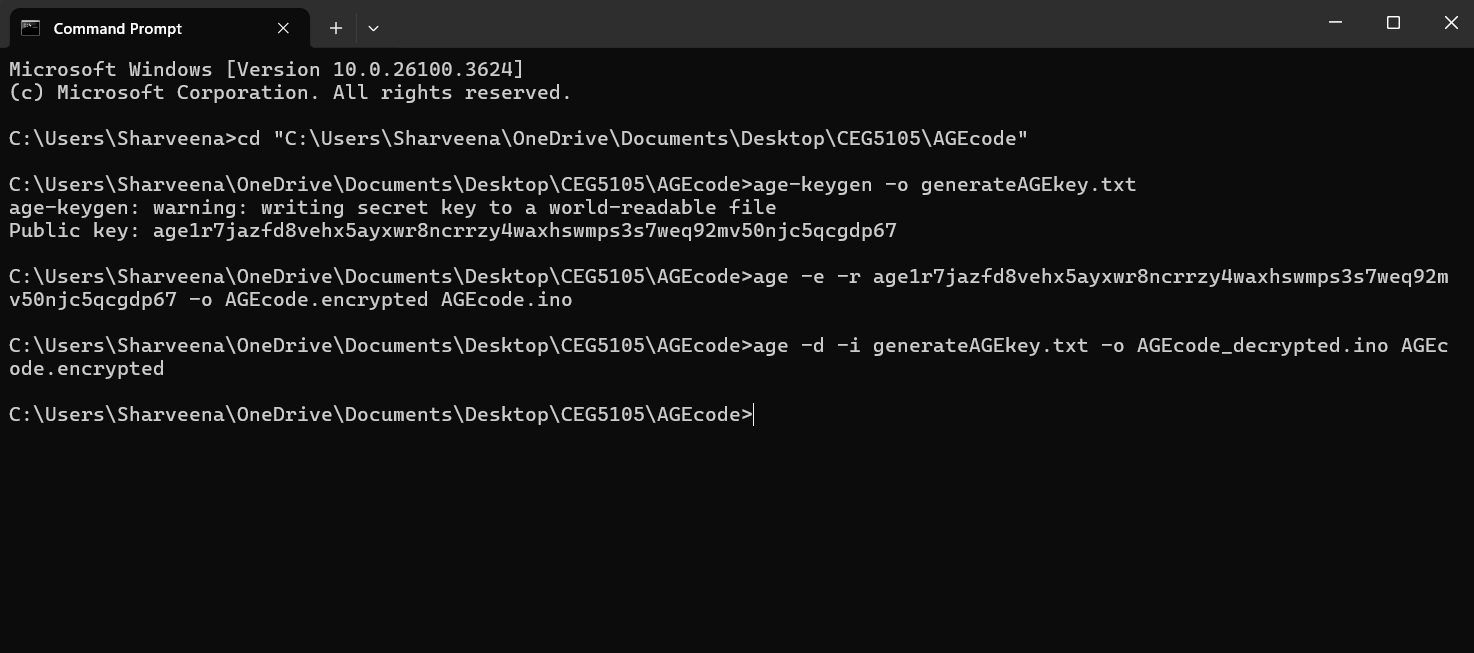 Command Prompt
Microsoft Windows [Version 10.0.26100.3624]
(c) Microsoft Corporation. All rights reserved.
C:\Users\Sharveena>cd "C:\Users\Sharveena\OneDrive\Documents\Desktop\CEG5105\AGEcode"
C:\Users\Sharveena\OneDrive\Documents\Desktop\CEG5105\AGEcode>age-keygen -o generateAGEkey.txt
age-keygen: warning: writing secret key to a world-readable file
Public key: age1r7jazfd8vehx5ayxwr8ncrrzy4waxhswmps3s7weq92mv50njc5qcgdp67
C:\Users\Sharveena\OneDrive\Documents\Desktop\CEG5105\AGEcode>age -e -r age1r7jazfd8vehx5ayxwr8ncrrzy4waxhswmps3s7weq92m
v50njc5qcgdp67 -o AGEcode.encrypted AGEcode.ino
C:\Users\Sharveena\OneDrive\Documents\Desktop\CEG5105\AGEcode>age -d -i generateAGEkey.txt -o AGEcode_decrypted.ino AGEc
ode.encrypted
C:\Users\Sharveena\OneDrive\Documents\Desktop\CEG5105\AGEcode>